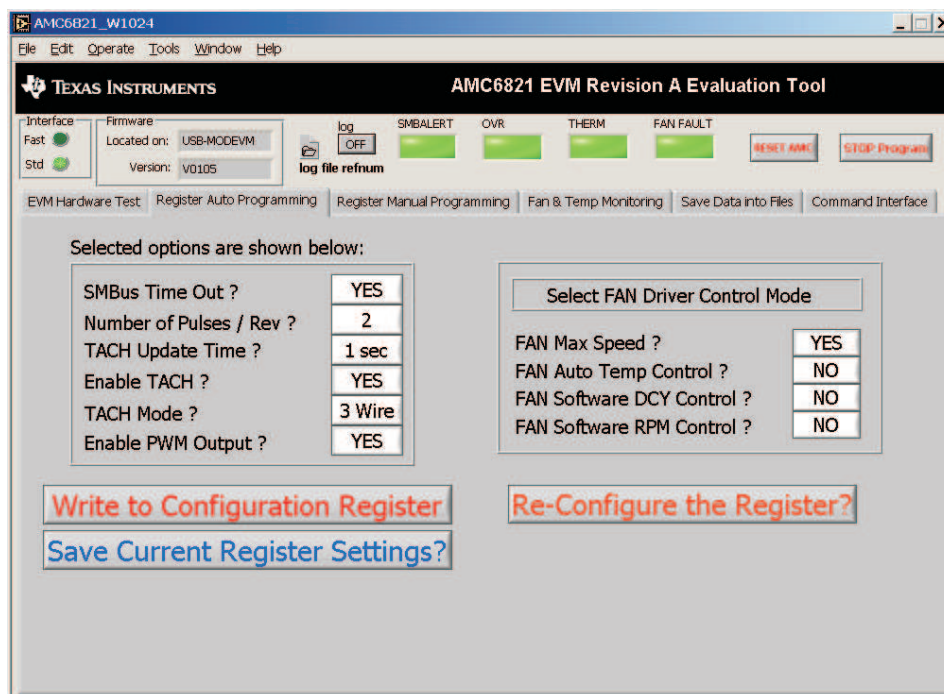 AMC6821_W1024
File Edit Operate Tools Window Help
TEXAS INSTRUMENTS
AMC6821 EVM Revision A Evaluation Tool
Interface
Fast
Std
Firmware
Located on: USB-MODEVM
Version: V0105
log
OFF
log file refnum
SMBALERT OVR THERM FAN FAULT
RESET AMC STOP Program
EVM Hardware Test Register Auto Programming Register Manual Programming Fan & Temp Monitoring Save Data into Files Command Interface
Selected options are shown below:
SMBus Time Out ? YES
Number of Pulses / Rev ? 2
TACH Update Time ? 1 sec
Enable TACH ? YES
TACH Mode ? 3 Wire
Enable PWM Output ? YES
Select FAN Driver Control Mode
FAN Max Speed ? YES
FAN Auto Temp Control ? NO
FAN Software DCY Control ? NO
FAN Software RPM Control ? NO
Write to Configuration Register
Re-Configure the Register?
Save Current Register Settings?